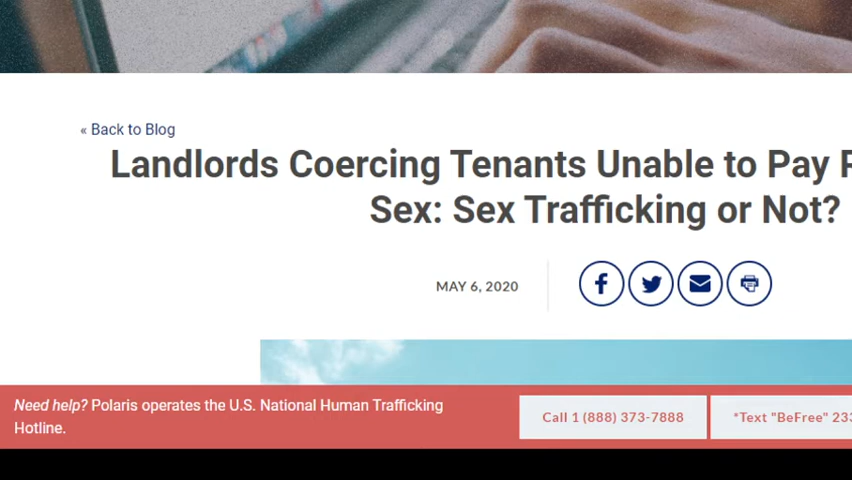 « Back to Blog
Landlords Coercing Tenants Unable to Pay
Sex: Sex Trafficking or Not?
MAY 6, 2020
Need help? Polaris operates the U.S. National Human Trafficking
Hotline.
Call 1 (888) 373-7888
*Text "BeFree"